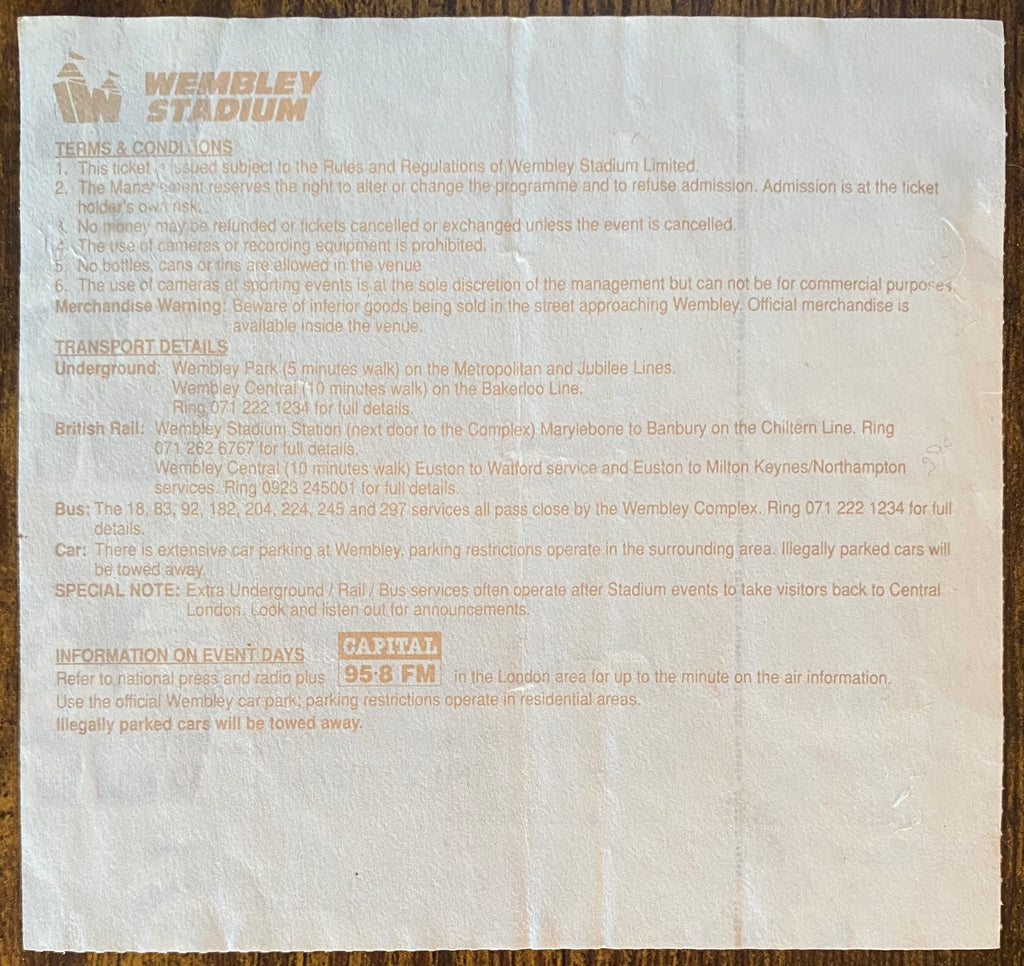 WEMBLEY
STADIUM
TERMS & CONDITIONS
1. This ticket is issued subject to the Rules and Regulations of Wembley Stadium Limited.
2. The Management reserves the right to alter or change the programme and to refuse admission. Admission is at the ticket
holder's own risk.
3. No money may be refunded or tickets cancelled or exchanged unless the event is cancelled.
4. The use of cameras or recording equipment is prohibited.
5. No bottles, cans or tins are allowed in the venue
6. The use of cameras at sporting events is at the sole discretion of the management but can not be for commercial purposes.
Merchandise Warning: Beware of inferior goods being sold in the street approaching Wembley. Official merchandise is
available inside the venue.
TRANSPORT DETAILS
Underground: Wembley Park (5 minutes walk) on the Metropolitan and Jubilee Lines.
Wembley Central (10 minutes walk) on the Bakerloo Line.
Ring 071 222 1234 for full details.
British Rail: Wembley Stadium Station (next door to the Complex) Marylebone to Banbury on the Chiltern Line. Ring
071 262 6767 for full details.
Wembley Central (10 minutes walk) Euston to Watford service and Euston to Milton Keynes/Northampton
services. Ring 0923 245001 for full details.
Bus: The 18, 83, 92, 182, 204, 224, 245 and 297 services all pass close by the Wembley Complex. Ring 071 222 1234 for full
details.
Car: There is extensive car parking at Wembley, parking restrictions operate in the surrounding area. Illegally parked cars will
be towed away.
SPECIAL NOTE: Extra Underground / Rail / Bus services often operate after Stadium events to take visitors back to Central
London. Look and listen out for announcements.
INFORMATION ON EVENT DAYS
CAPITAL
Refer to national press and radio plus 95·8 FM in the London area for up to the minute on the air information.
Use the official Wembley car park; parking restrictions operate in residential areas.
Illegally parked cars will be towed away.